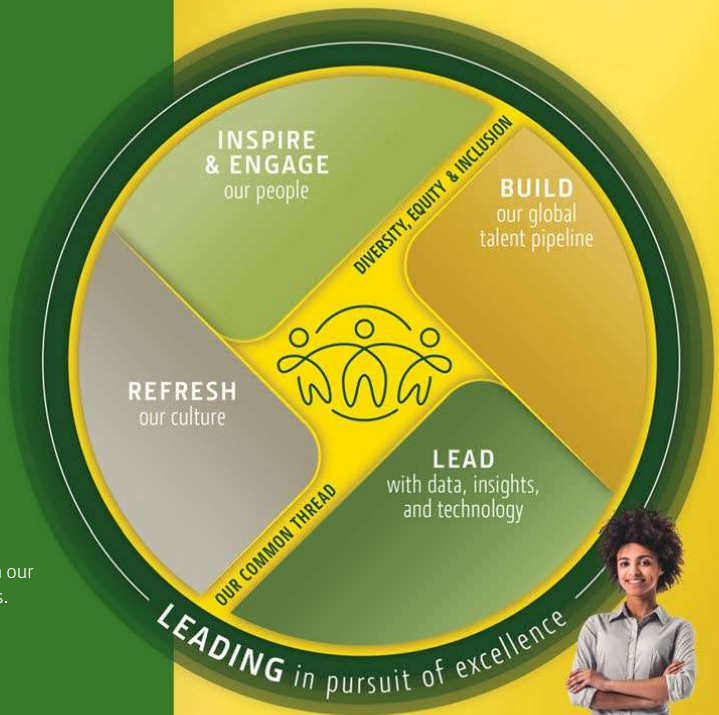 INSPIRE
& ENGAGE
our people
DIVERSITY, EQUITY & INCLUSION
BUILD
our global
talent pipeline
REFRESH
our culture
LEAD
with data, insights,
and technology
OUR COMMON THREAD
our
LEADING in pursuit of excellence